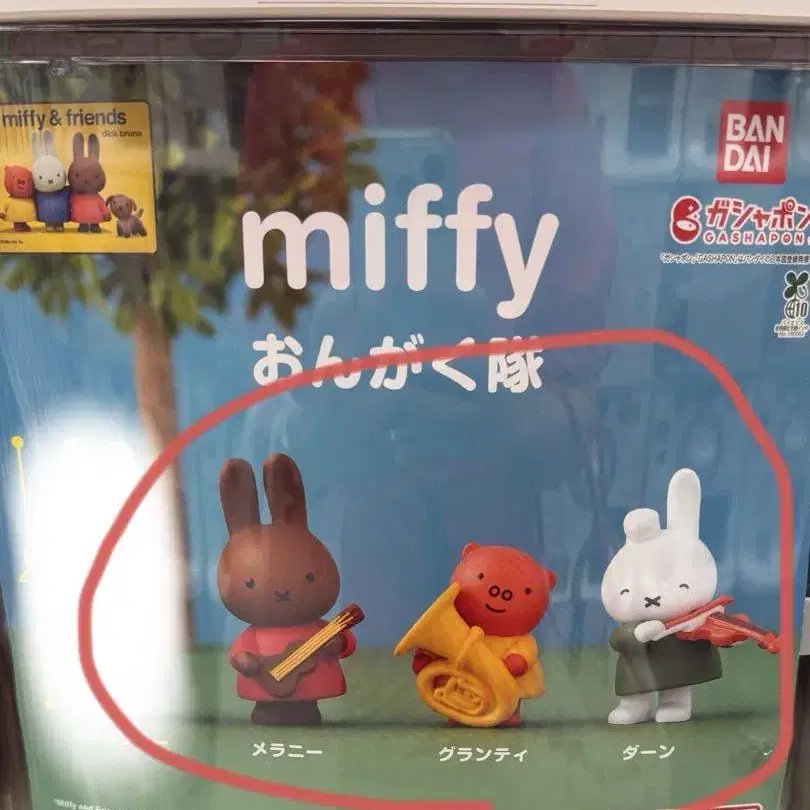 miffy & friends
dick bruna
BAN
DAI
miffy
ガシャポン
GASHAPON
おんがく隊
メラニー
グランティ
ダーン